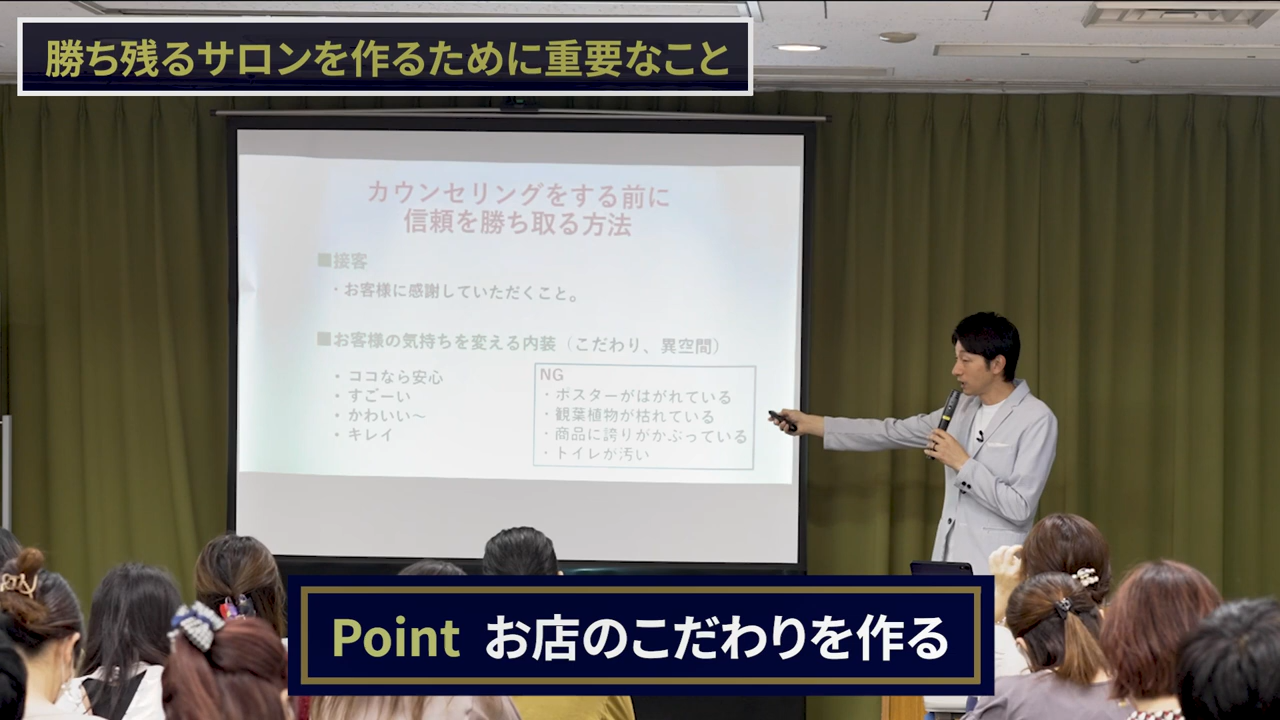 勝ち残るサロンを作るために重要なこと
カウンセリングをする前に
信頼を勝ち取る方法
■接客
・お客様に感謝していただくこと。
■お客様の気持ちを変える内装（こだわり、異空間）
・ココなら安心
・すごーい
・かわいい～
・キレイ
NG
・ポスターがはがれている
・観葉植物が枯れている
・商品に誇りがかぶっている
・トイレが汚い
Point お店のこだわりを作る